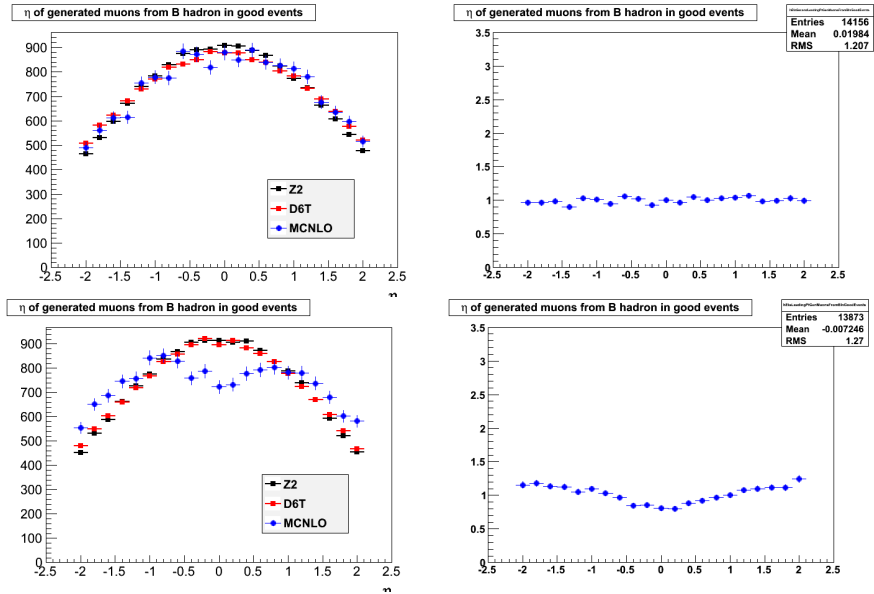 η of generated muons from B hadron in good events
900
800
700
600
500
400
300
200
100
0
-2.5 -2 -1.5 -1 -0.5 0 0.5 1 1.5 2 2.5
η
Z2
D6T
MCNLO
η of generated muons from B hadron in good events
Entries 14156
Mean 0.01984
RMS 1.207
3.5
3
2.5
2
1.5
1
0.5
0
-2.5 -2 -1.5 -1 -0.5 0 0.5 1 1.5 2 2.5
η of generated muons from B hadron in good events
900
800
700
600
500
400
300
200
100
0
-2.5 -2 -1.5 -1 -0.5 0 0.5 1 1.5 2 2.5
η
Z2
D6T
MCNLO
η of generated muons from B hadron in good events
Entries 13873
Mean -0.007246
RMS 1.27
3.5
3
2.5
2
1.5
1
0.5
0
-2.5 -2 -1.5 -1 -0.5 0 0.5 1 1.5 2 2.5